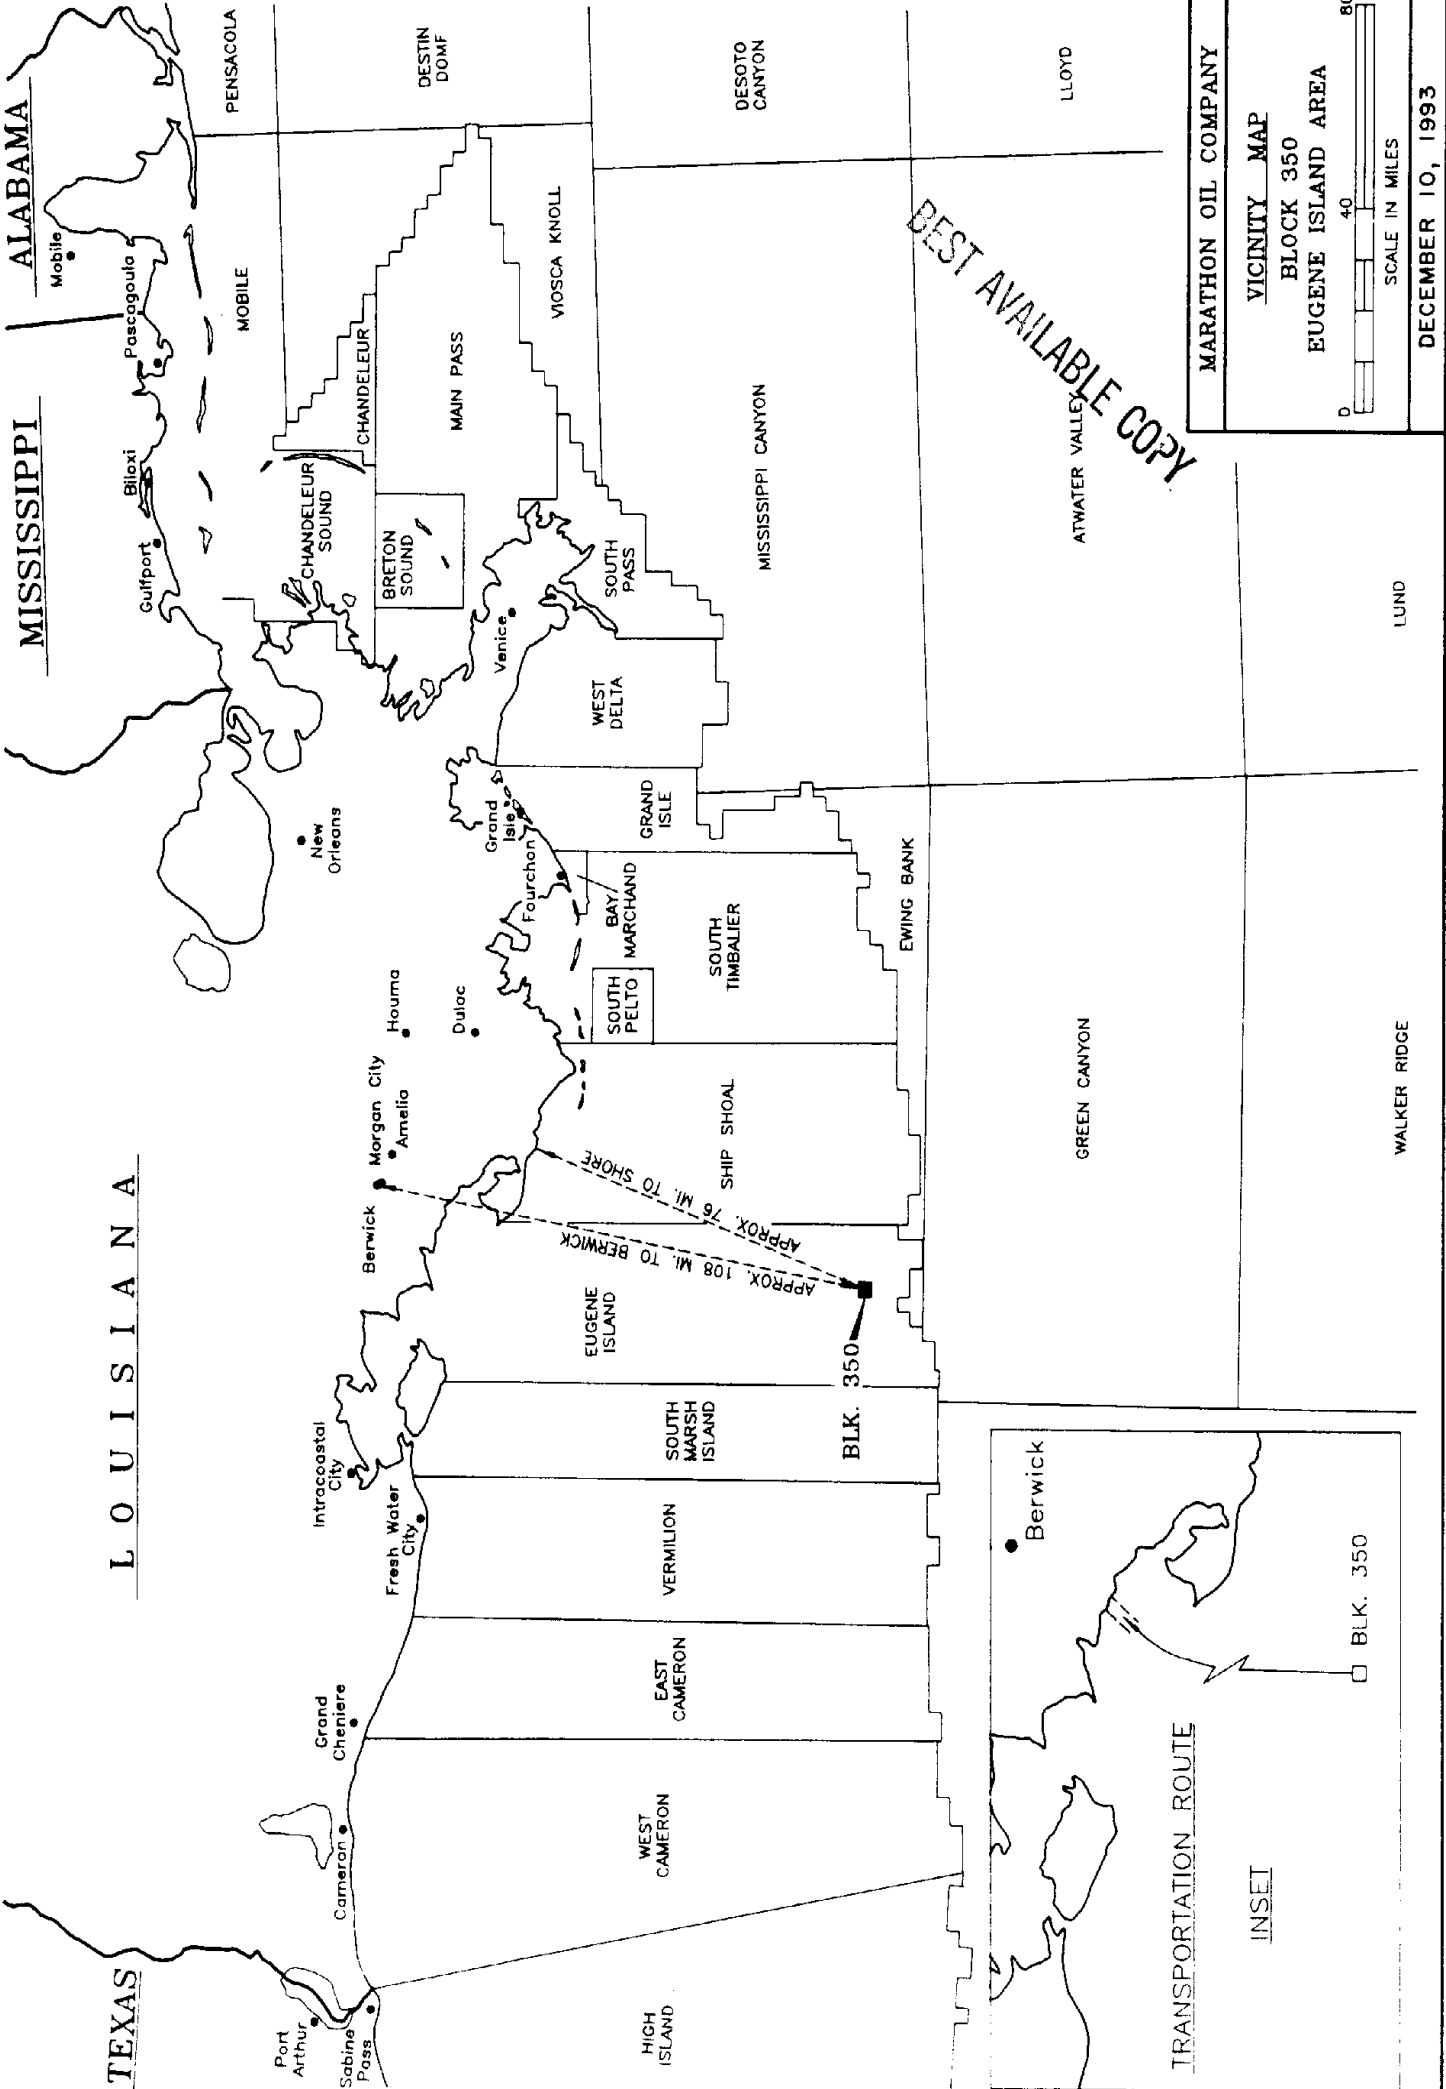 TEXAS
LOUISIANA
MISSISSIPPI
ALABAMA
Port
Arthur
Sabine
Pass
Cameron
Grand
Cheniere
Fresh Water
City
Intracoastal
City
Berwick
Morgan City
Amelia
Houma
Dulac
New
Orleans
Fourchon
Grand
Isle
Venice
Gulfport
Biloxi
Pascagoula
Mobile
HIGH
ISLAND
WEST
CAMERON
EAST
CAMERON
VERMILION
SOUTH
MARSH
ISLAND
EUGENE
ISLAND
SHIP SHOAL
SOUTH
PELTO
BAY
MARCHAND
SOUTH
TIMBALIER
GRAND
ISLE
WEST
DELTA
SOUTH
PASS
BRETON
SOUND
CHANDELEUR
SOUND
CHANDELEUR
MAIN PASS
MOBILE
VIOSCA KNOLL
PENSACOLA
DESTIN
DOME
DESOTO
CANYON
LLOYD
MISSISSIPPI CANYON
ATWATER VALLEY
LUND
EWING BANK
GREEN CANYON
WALKER RIDGE
APPROX. 108 MI. TO BERWICK
APPROX. 76 MI. TO SHORE
BLK. 350
BEST AVAILABLE COPY
TRANSPORTATION ROUTE
INSET
Berwick
BLK. 350
MARATHON OIL COMPANY
VICINITY MAP
BLOCK 350
EUGENE ISLAND AREA
0 40 80
SCALE IN MILES
DECEMBER 10, 1993